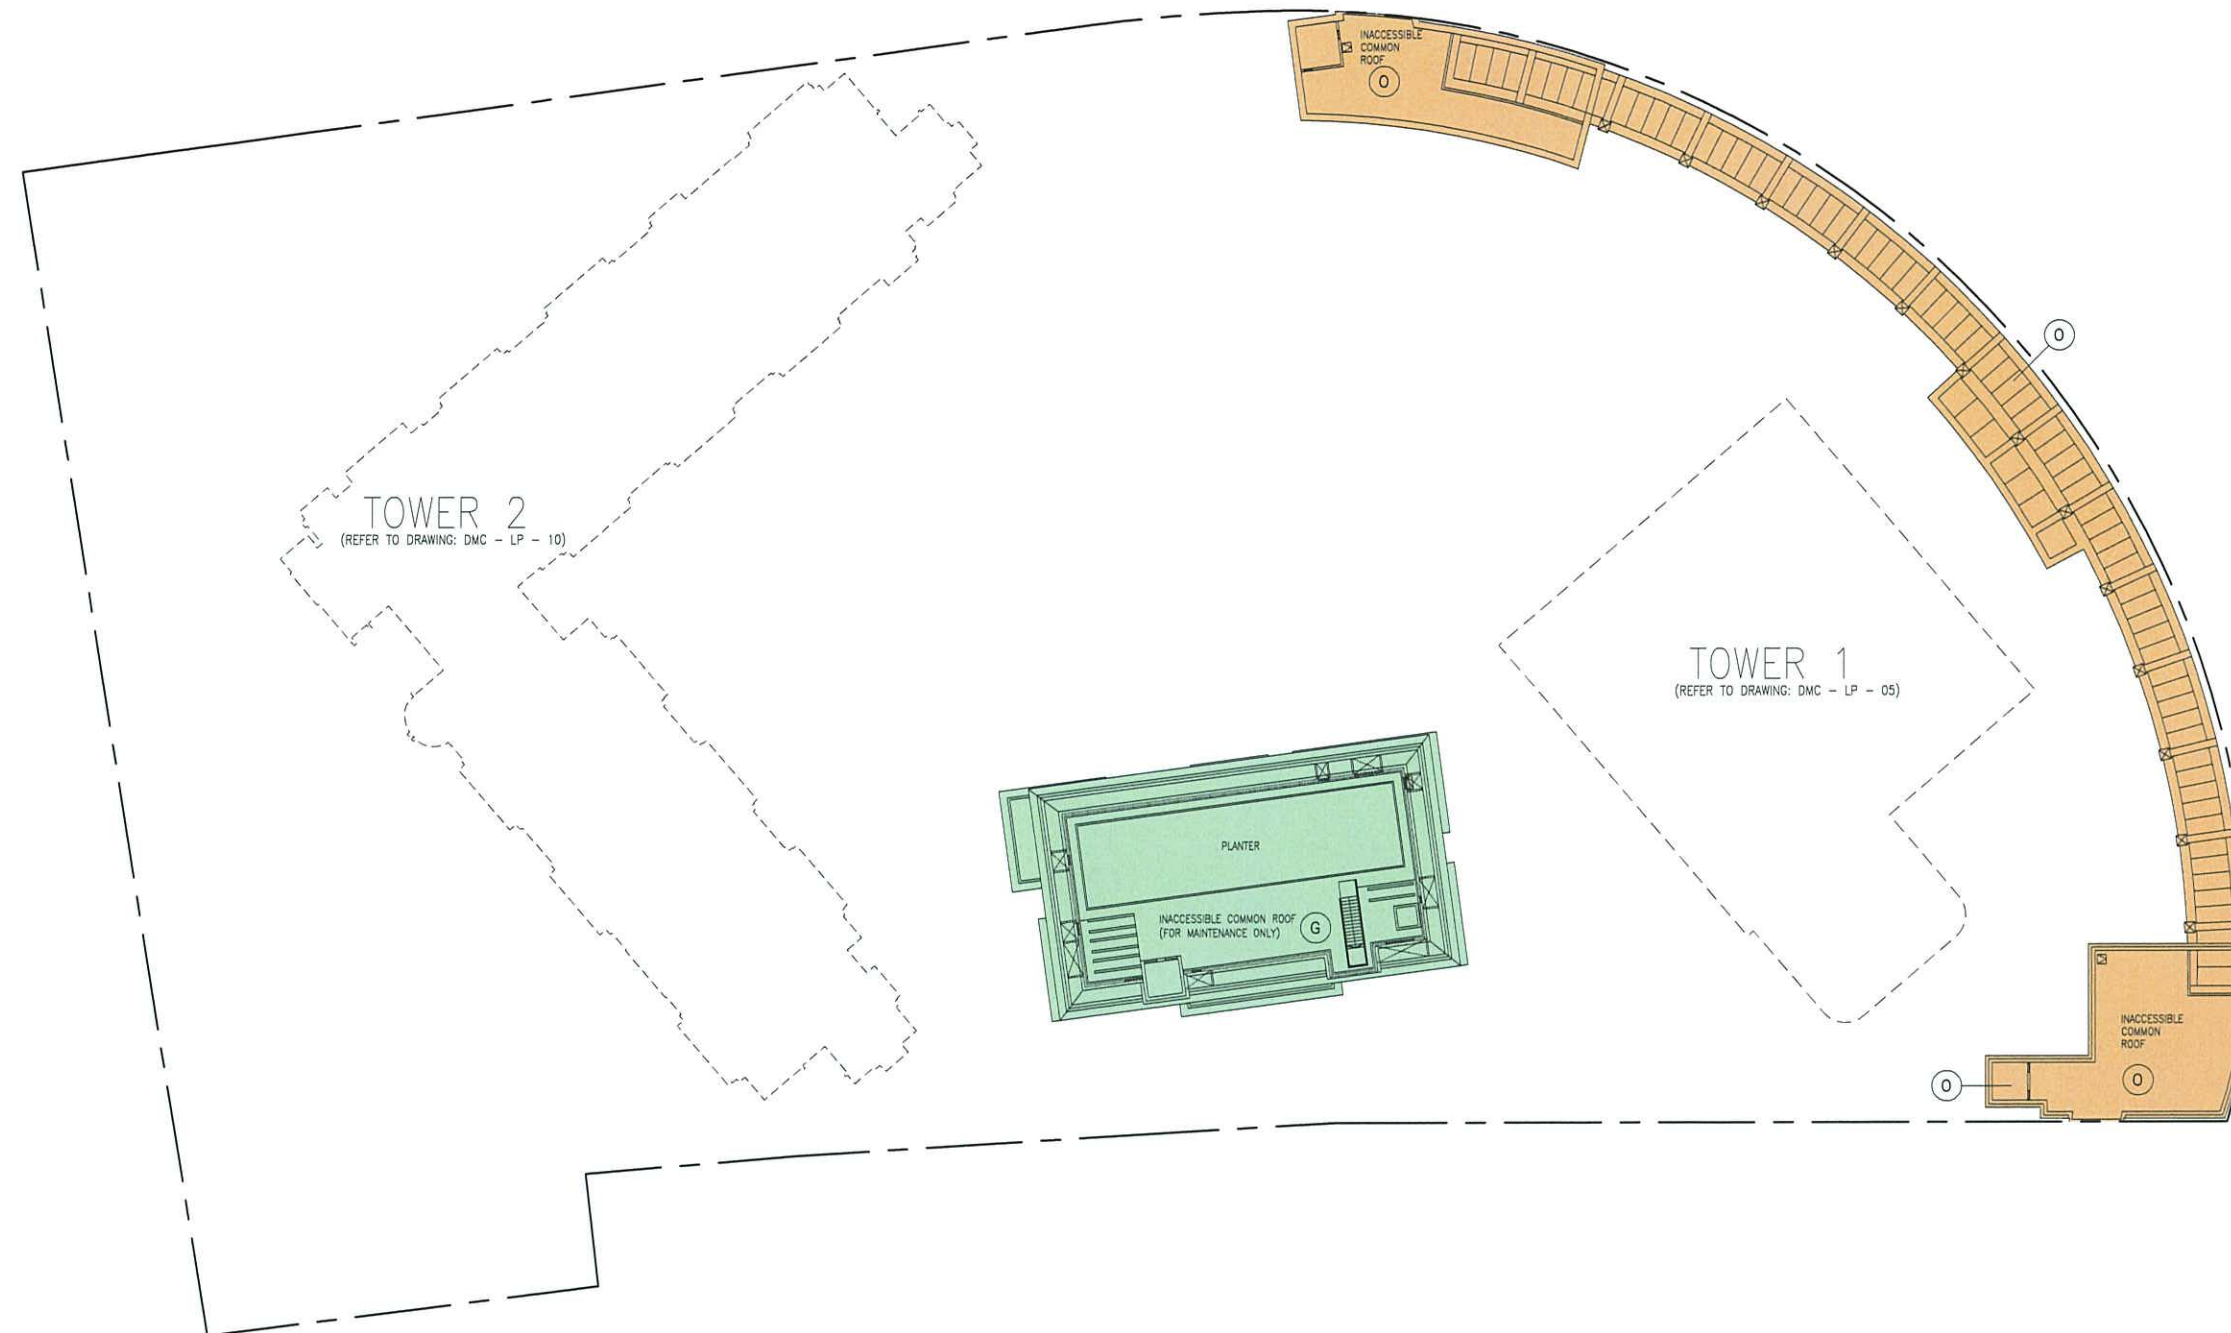 INACCESSIBLE
COMMON
ROOF
O
O
TOWER 2
(REFER TO DRAWING: DMC - LP - 10)
TOWER 1
(REFER TO DRAWING: DMC - LP - 05)
PLANTER
INACCESSIBLE COMMON ROOF
(FOR MAINTENANCE ONLY)
G
INACCESSIBLE
COMMON
ROOF
O
O